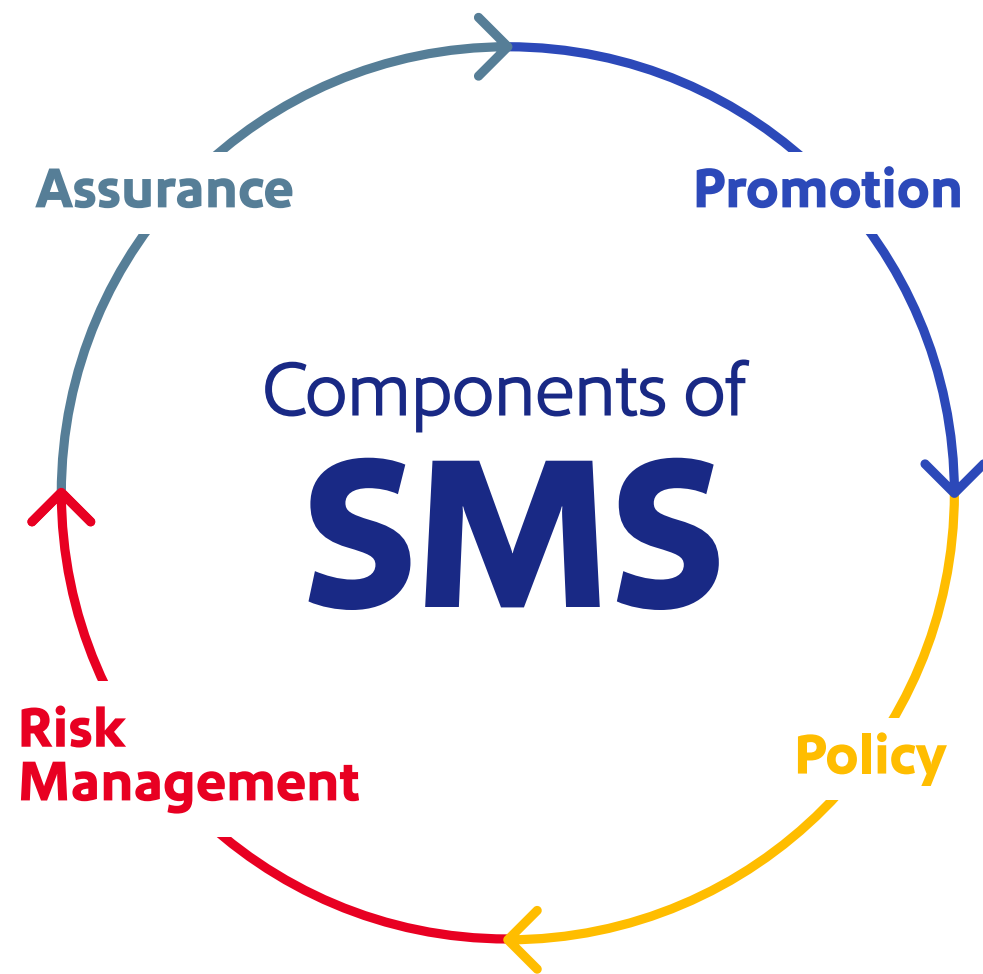 Assurance
Promotion
Components of
SMS
Risk
Management
Policy